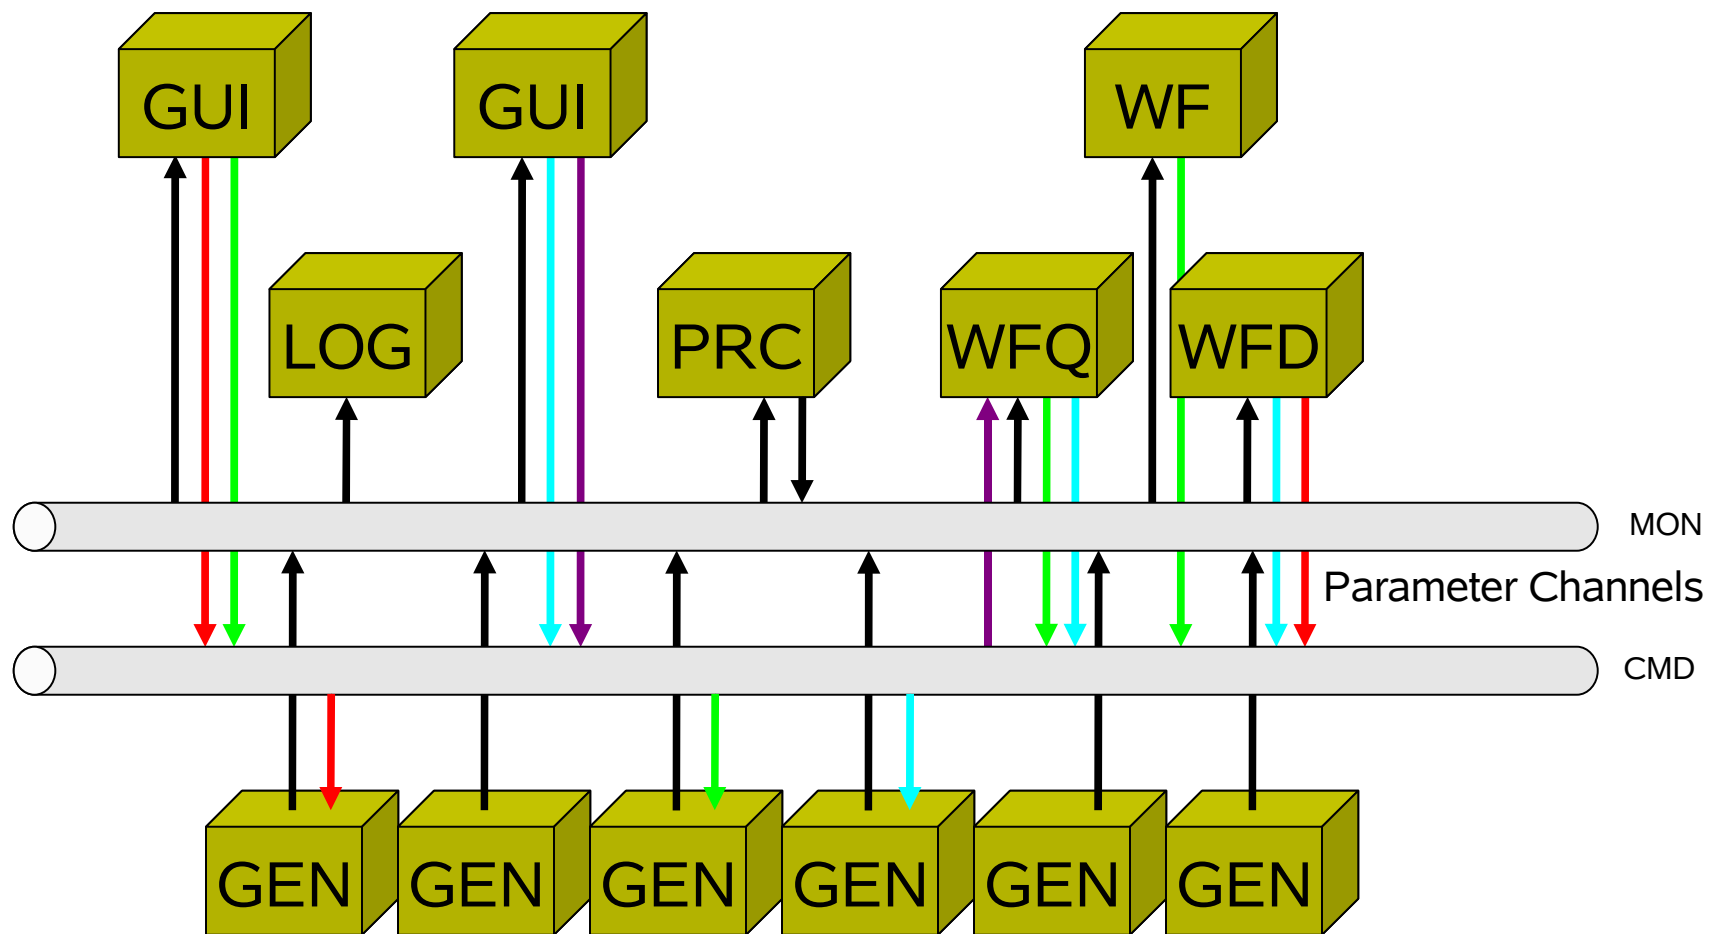 GUI
GUI
WF
LOG
PRC
WFQ
WFD
MON
Parameter Channels
CMD
GEN
GEN
GEN
GEN
GEN
GEN